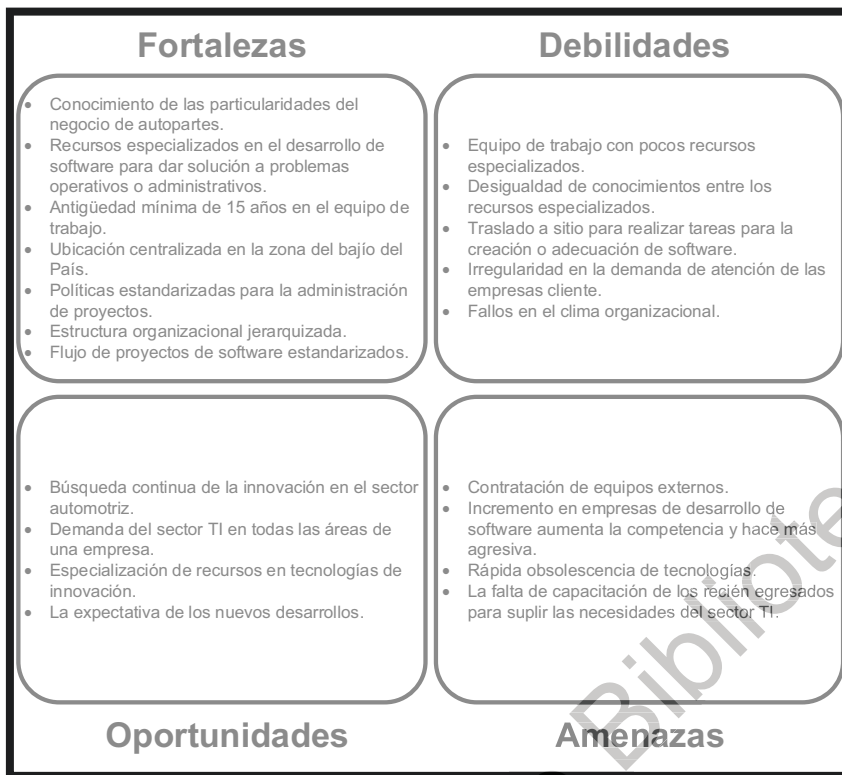 Fortalezas
• Conocimiento de las particularidades del
negocio de autopartes.
• Recursos especializados en el desarrollo de
software para dar solución a problemas
operativos o administrativos.
• Antigüedad mínima de 15 años en el equipo de
trabajo.
• Ubicación centralizada en la zona del bajío del
País.
• Políticas estandarizadas para la administración
de proyectos.
• Estructura organizacional jerarquizada.
• Flujo de proyectos de software estandarizados.
Debilidades
• Equipo de trabajo con pocos recursos
especializados.
• Desigualdad de conocimientos entre los
recursos especializados.
• Traslado a sitio para realizar tareas para la
creación o adecuación de software.
• Irregularidad en la demanda de atención de las
empresas cliente.
• Fallos en el clima organizacional.
• Búsqueda continua de la innovación en el sector
automotriz.
• Demanda del sector TI en todas las áreas de
una empresa.
• Especialización de recursos en tecnologías de
innovación.
• La expectativa de los nuevos desarrollos.
Oportunidades
• Contratación de equipos externos.
• Incremento en empresas de desarrollo de
software aumenta la competencia y hace más
agresiva.
• Rápida obsolescencia de tecnologías.
• La falta de capacitación de los recién egresados
para suplir las necesidades del sector TI.
Amenazas